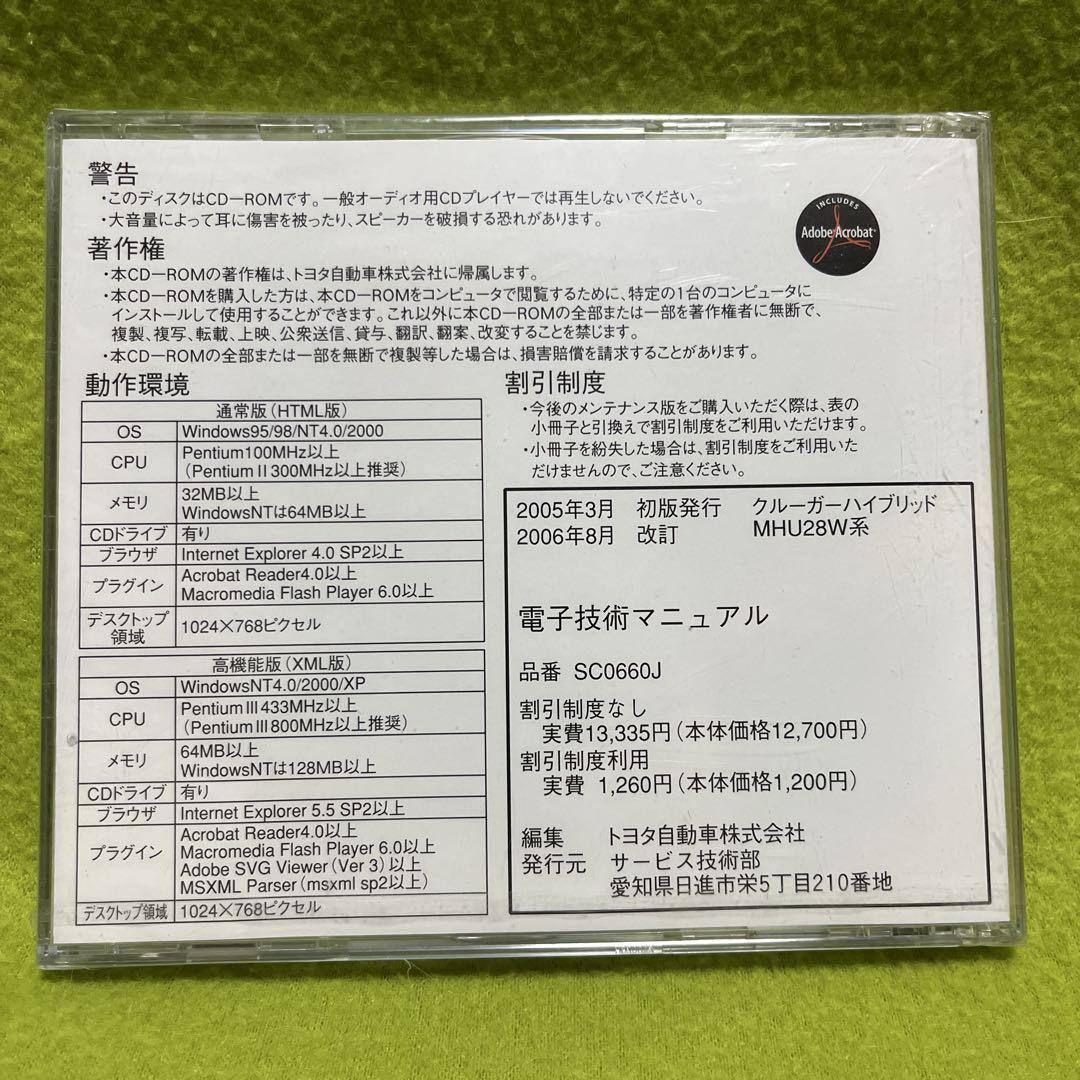 警告
・このディスクはCD－ROMです。一般オーディオ用CDプレイヤーでは再生しないでください。
・大音量によって耳に傷害を被ったり、スピーカーを破損する恐れがあります。
INCLUDES
Adobe Acrobat
著作権
・本CD－ROMの著作権は、トヨタ自動車株式会社に帰属します。
・本CD－ROMを購入した方は、本CD－ROMをコンピュータで閲覧するために、特定の1台のコンピュータに
インストールして使用することができます。これ以外に本CD－ROMの全部または一部を著作権者に無断で、
複製、複写、転載、上映、公衆送信、貸与、翻訳、翻案、改変することを禁じます。
・本CD－ROMの全部または一部を無断で複製等した場合は、損害賠償を請求することがあります。
動作環境
通常版（HTML版）
OS Windows95/98/NT4.0/2000
CPU Pentium100MHz以上
（PentiumⅡ300MHz以上推奨）
メモリ 32MB以上
WindowsNTは64MB以上
CDドライブ 有り
ブラウザ Internet Explorer 4.0 SP2以上
プラグイン Acrobat Reader4.0以上
Macromedia Flash Player 6.0以上
デスクトップ領域 1024×768ピクセル
高機能版（XML版）
OS WindowsNT4.0/2000/XP
CPU PentiumⅢ433MHz以上
（PentiumⅢ800MHz以上推奨）
メモリ 64MB以上
WindowsNTは128MB以上
CDドライブ 有り
ブラウザ Internet Explorer 5.5 SP2以上
プラグイン Acrobat Reader4.0以上
Macromedia Flash Player 6.0以上
Adobe SVG Viewer（Ver 3）以上
MSXML Parser（msxml sp2以上）
デスクトップ領域 1024×768ピクセル
割引制度
・今後のメンテナンス版をご購入いただく際は、表の
小冊子と引換えで割引制度をご利用いただけます。
・小冊子を紛失した場合は、割引制度をご利用いた
だけませんので、ご注意ください。
2005年3月 初版発行 クルーガーハイブリッド
2006年8月 改訂 MHU28W系
電子技術マニュアル
品番 SC0660J
割引制度なし
実費13,335円（本体価格12,700円）
割引制度利用
実費 1,260円（本体価格1,200円）
編集 トヨタ自動車株式会社
発行元 サービス技術部
愛知県日進市栄5丁目210番地